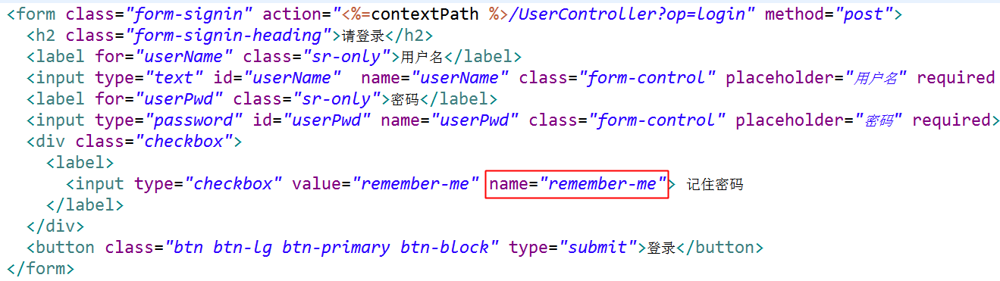 <form class="form-signin" action="<%=contextPath %>/UserController?op=login" method="post">
<h2 class="form-signin-heading">请登录</h2>
<label for="userName" class="sr-only">用户名</label>
<input type="text" id="userName"  name="userName" class="form-control" placeholder="用户名" required
<label for="userPwd" class="sr-only">密码</label>
<input type="password" id="userPwd" name="userPwd" class="form-control" placeholder="密码" required>
<div class="checkbox">
<label>
<input type="checkbox" value="remember-me" name="remember-me"> 记住密码
</label>
</div>
<button class="btn btn-lg btn-primary btn-block" type="submit">登录</button>
</form>